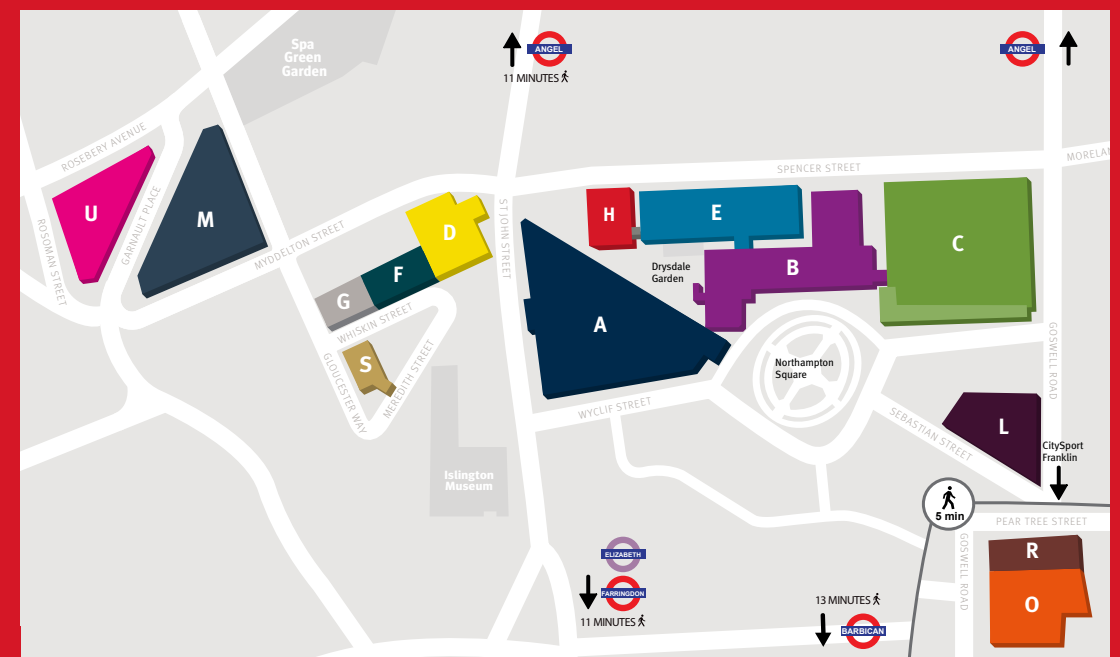 Spa
Green
Garden
ANGEL
11 MINUTES
ANGEL
ROSEBERY AVENUE
SPENCER STREET
U
M
GARNAULT PLACE
ROSOMAN STREET
MYDDELTON STREET
D
F
G
WHISKIN STREET
S
GLOUCESTER WAY
MEREDITH STREET
ST JOHN STREET
H
E
B
C
Drysdale
Garden
A
Northampton
Square
WYCLIF STREET
SEBASTIAN STREET
GOSWELL ROAD
L
CitySport
Franklin
Islington
Museum
5 min
PEAR TREE STREET
GOSWELL ROAD
R
O
ELIZABETH
FARRINGDON
11 MINUTES
13 MINUTES
BARBICAN